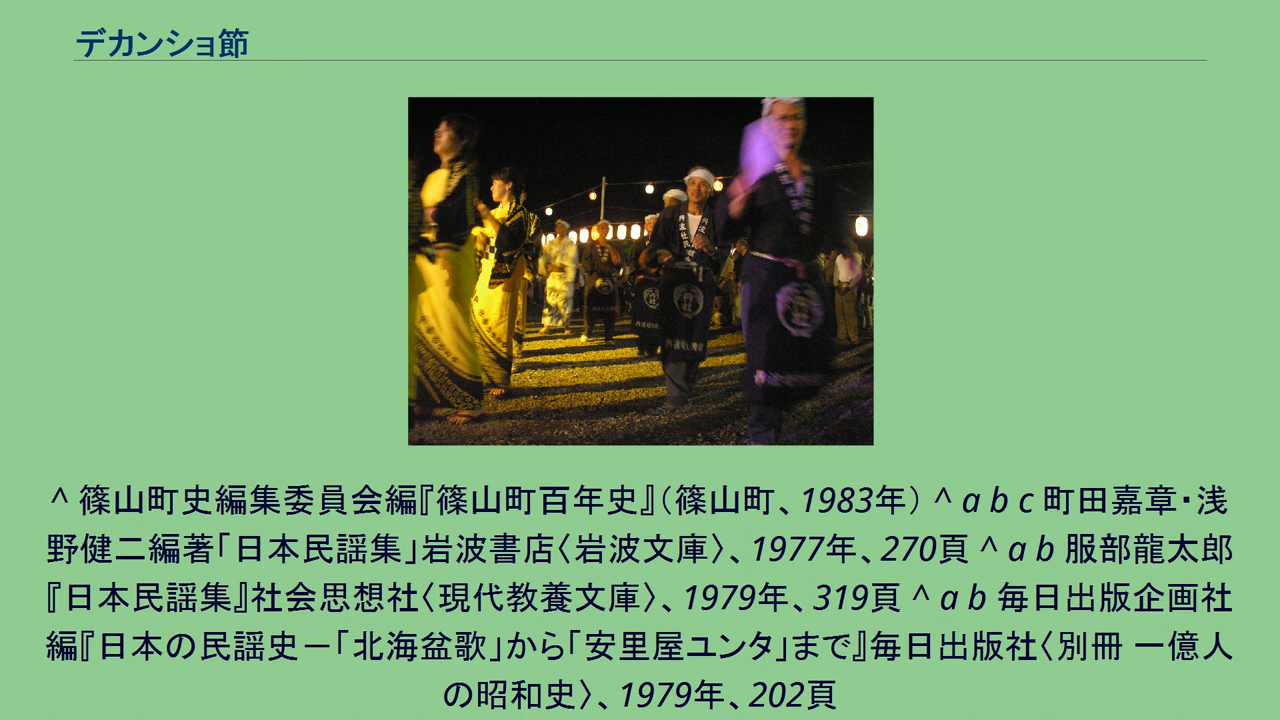 デカンショ節
^ 篠山町史編集委員会編『篠山町百年史』（篠山町、1983年） ^ a b c 町田嘉章・浅
野健二編著「日本民謡集」岩波書店〈岩波文庫〉、1977年、270頁 ^ a b 服部龍太郎
『日本民謡集』社会思想社〈現代教養文庫〉、1979年、319頁 ^ a b 毎日出版企画社
編『日本の民謡史－「北海盆歌」から「安里屋ユンタ」まで』毎日出版社〈別冊 一億人
の昭和史〉、1979年、202頁